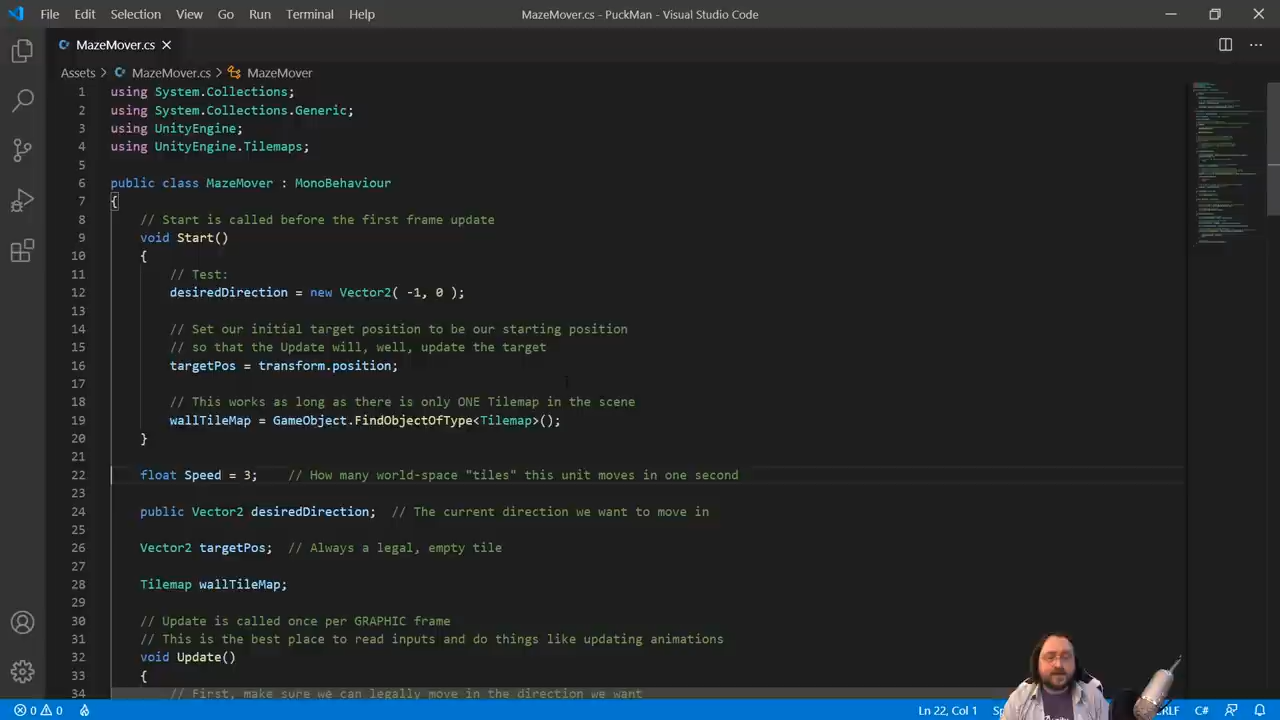 File Edit Selection View Go Run Terminal Help MazeMover.cs - PuckMan - Visual Studio Code
MazeMover.cs
Assets > MazeMover.cs > MazeMover
1 using System.Collections;
2 using System.Collections.Generic;
3 using UnityEngine;
4 using UnityEngine.Tilemaps;
5
6 public class MazeMover : MonoBehaviour
7 {
8 // Start is called before the first frame update
9 void Start()
10 {
11 // Test:
12 desiredDirection = new Vector2( -1, 0 );
13
14 // Set our initial target position to be our starting position
15 // so that the Update will, well, update the target
16 targetPos = transform.position;
17
18 // This works as long as there is only ONE Tilemap in the scene
19 wallTileMap = GameObject.FindObjectOfType<Tilemap>();
20 }
21
22 float Speed = 3; // How many world-space "tiles" this unit moves in one second
23
24 public Vector2 desiredDirection; // The current direction we want to move in
25
26 Vector2 targetPos; // Always a legal, empty tile
27
28 Tilemap wallTileMap;
29
30 // Update is called once per GRAPHIC frame
31 // This is the best place to read inputs and do things like updating animations
32 void Update()
33 {
34 // First, make sure we can legally move in the direction we want
0 0 Ln 22, Col 1 CRLF C#